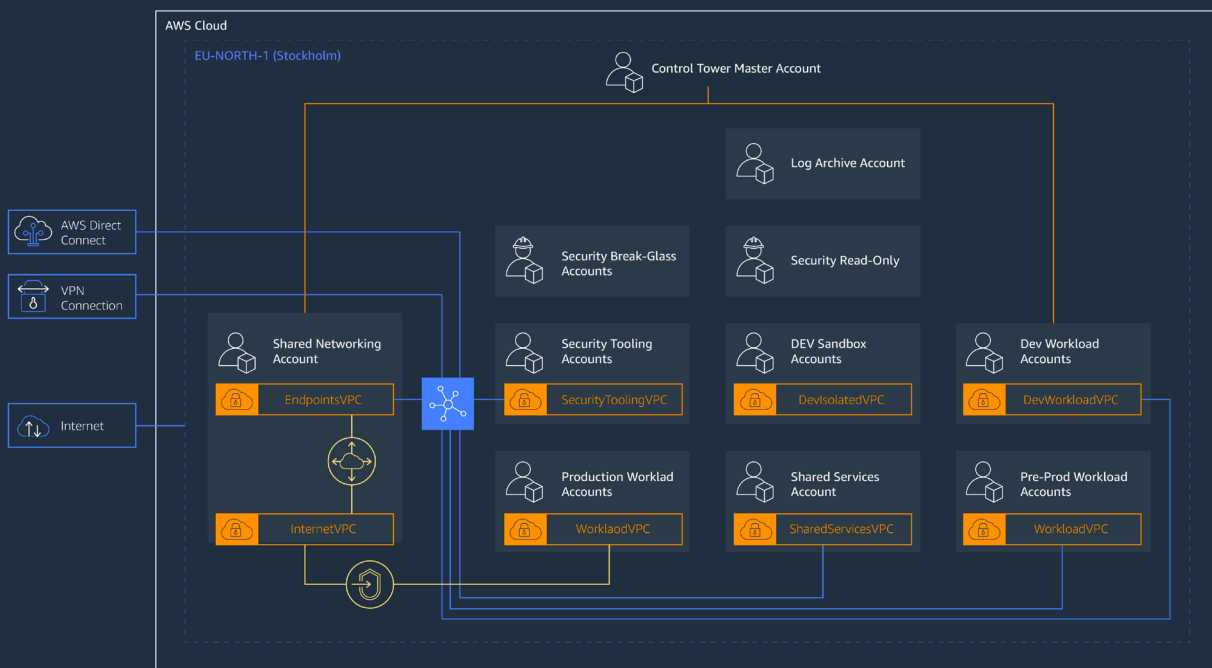 AWS Cloud
EU-NORTH-1 (Stockholm)
Control Tower Master Account
Log Archive Account
AWS Direct
Connect
Security Break-Glass
Accounts
Security Read-Only
VPN
Connection
Shared Networking
Account
Security Tooling
Accounts
DEV Sandbox
Accounts
Dev Workload
Accounts
EndpointsVPC
SecurityToolingVPC
DevIsolatedVPC
DevWorkloadVPC
Internet
Production Worklad
Accounts
Shared Services
Account
Pre-Prod Workload
Accounts
InternetVPC
WorklaodVPC
SharedServicesVPC
WorkloadVPC